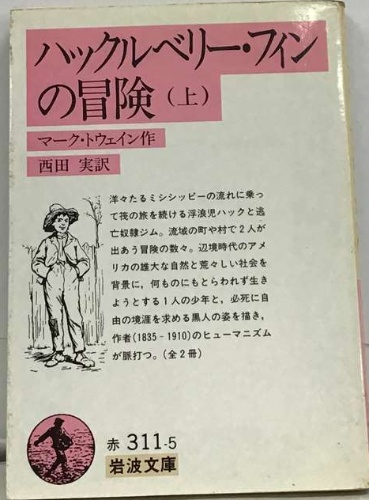 ハックルベリー・フィン
の冒険（上）
マーク・トウェイン作
西田 実訳
洋々たるミシシッピーの流れに乗っ
て筏の旅を続ける浮浪児ハックと逃
亡奴隷ジム。流域の町や村で2人が
出あう冒険の数々。辺境時代のアメ
リカの雄大な自然と荒々しい社会を
背景に，何ものにもとらわれず生き
ようとする1人の少年と，必死に自
由の境涯を求める黒人の姿を描き，
作者(1835－1910)のヒューマニズム
が脈打つ。（全2冊）
赤 311-5
岩波文庫